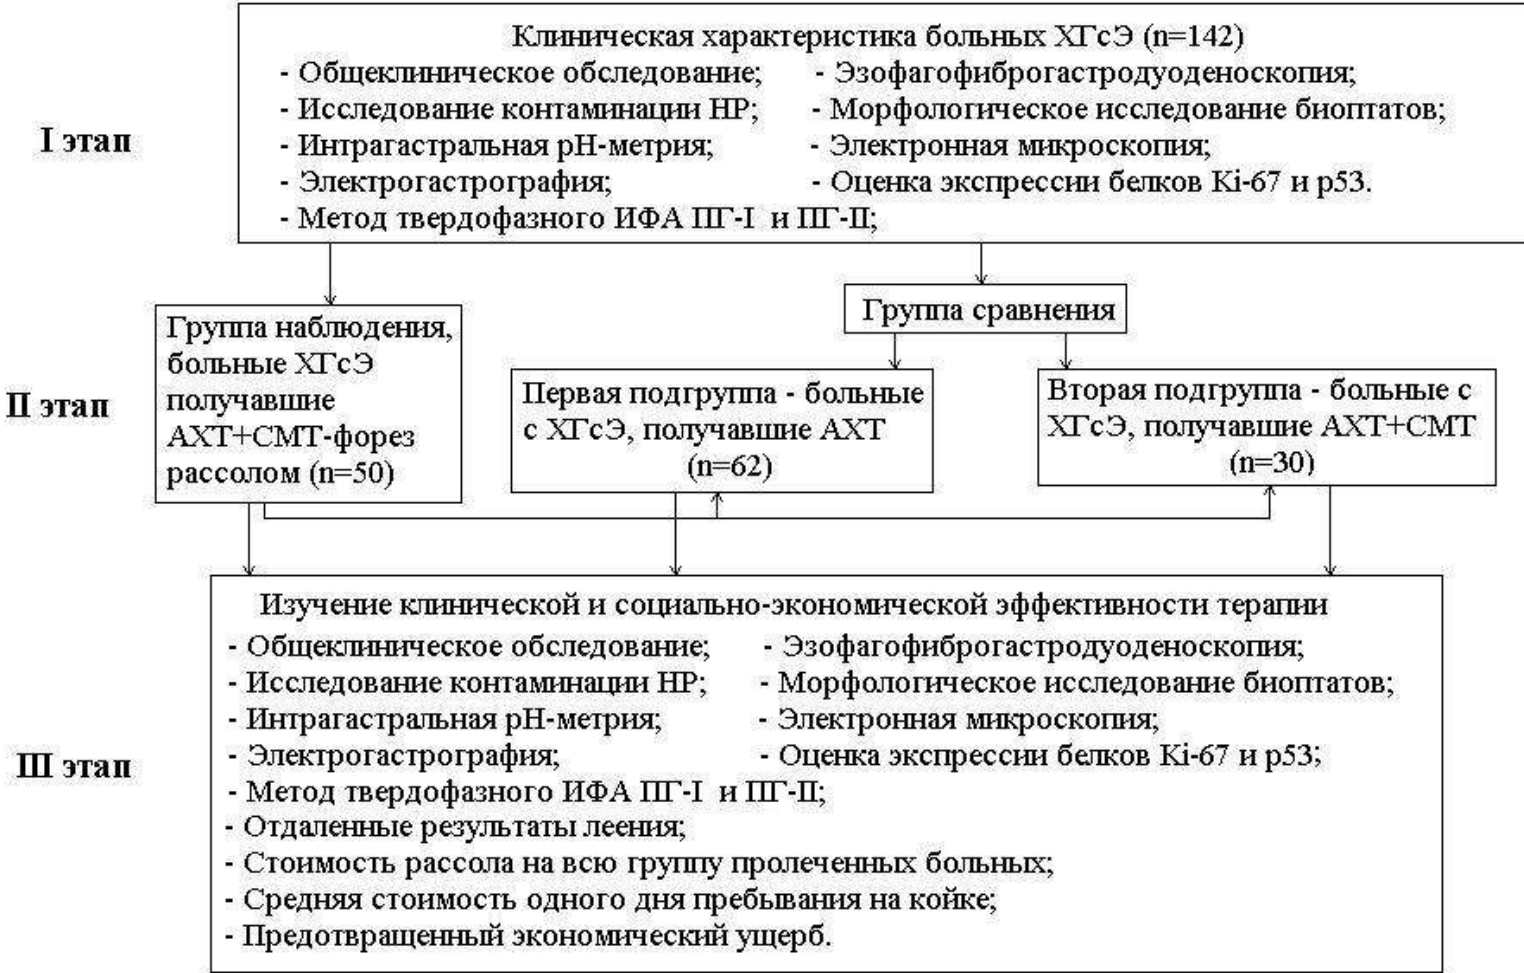 Клиническая характеристика больных ХГсЭ (n=142)
- Общеклиническое обследование; - Эзофагофиброгастродуоденоскопия;
- Исследование контаминации НР; - Морфологическое исследование биоптатов;
I этап
- Интрагастральная рН-метрия; - Электронная микроскопия;
- Электрогастрография; - Оценка экспрессии белков Ki-67 и p53.
- Метод твердофазного ИФА ПГ-I и ПГ-II;
II этап
Группа наблюдения,
больные ХГсЭ
получавшие
АХТ+СМТ-форез
рассолом (n=50)
Группа сравнения
Первая подгруппа - больные
с ХГсЭ, получавшие АХТ
(n=62)
Вторая подгруппа - больные с
ХГсЭ, получавшие АХТ+СМТ
(n=30)
III этап
Изучение клинической и социально-экономической эффективности терапии
- Общеклиническое обследование; - Эзофагофиброгастродуоденоскопия;
- Исследование контаминации НР; - Морфологическое исследование биоптатов;
- Интрагастральная рН-метрия; - Электронная микроскопия;
- Электрогастрография; - Оценка экспрессии белков Ki-67 и p53;
- Метод твердофазного ИФА ПГ-I и ПГ-II;
- Отдаленные результаты леения;
- Стоимость рассола на всю группу пролеченных больных;
- Средняя стоимость одного дня пребывания на койке;
- Предотвращенный экономический ущерб.